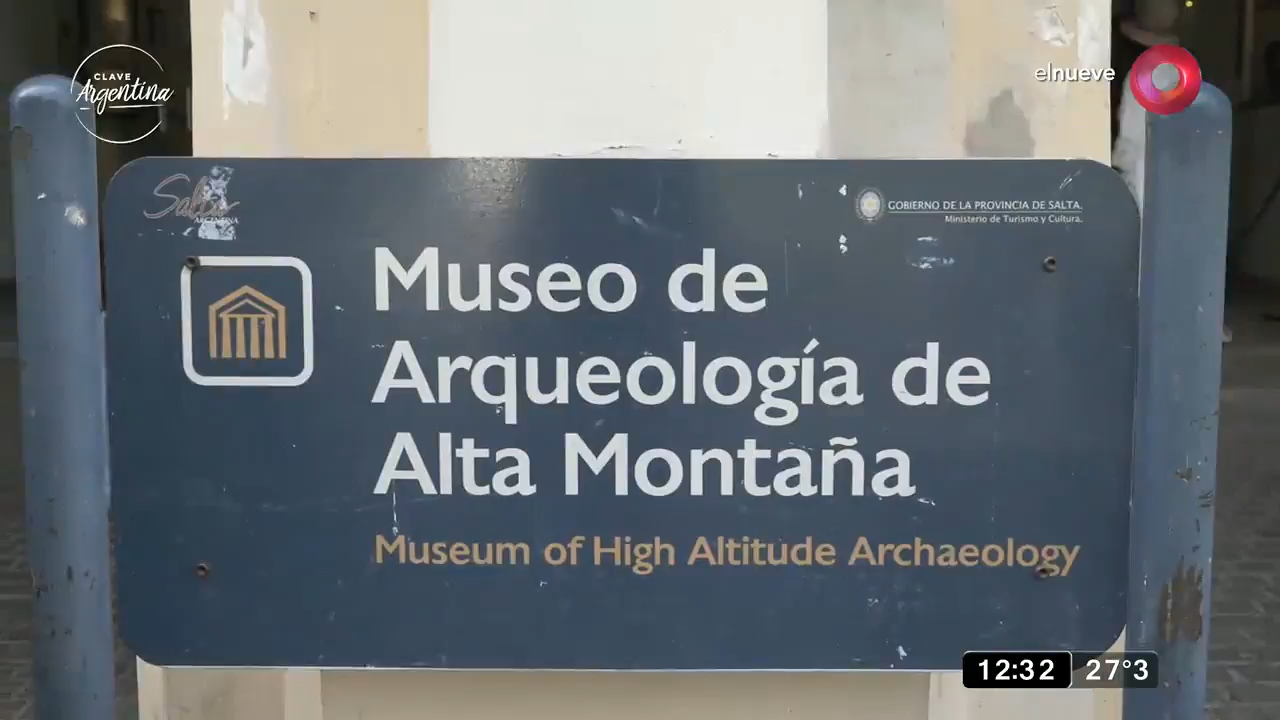 CLAVE
Argentina
elnueve
Salta
ARGENTINA
GOBIERNO DE LA PROVINCIA DE SALTA.
Ministerio de Turismo y Cultura.
Museo de
Arqueología de
Alta Montaña
Museum of High Altitude Archaeology
12:32 27°3